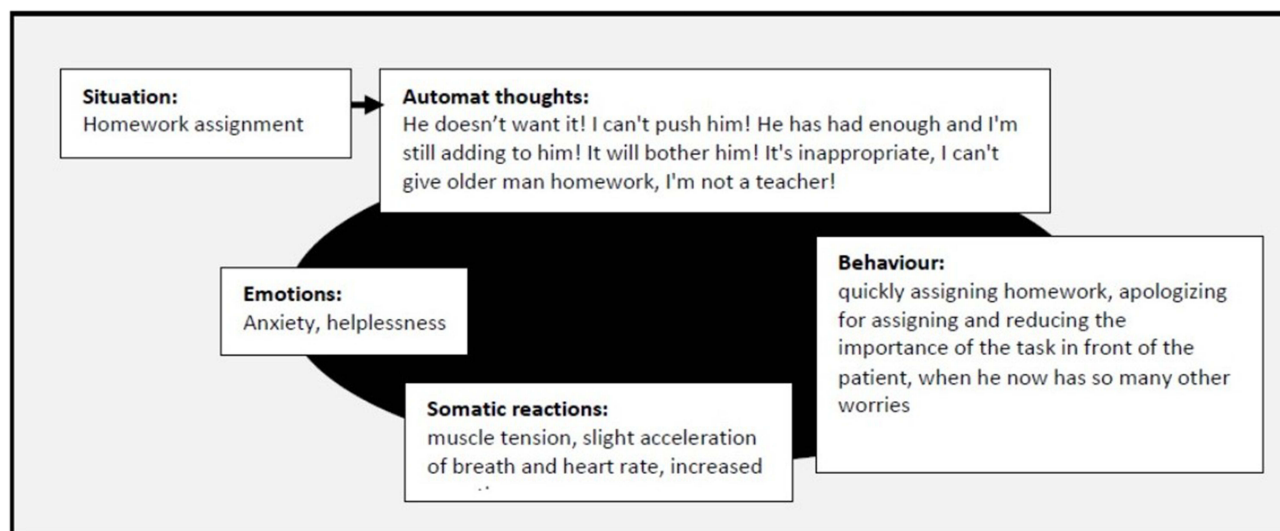 Situation:
Homework assignment
Automat thoughts:
He doesn’t want it! I can't push him! He has had enough and I'm
still adding to him! It will bother him! It's inappropriate, I can't
give older man homework, I'm not a teacher!
Emotions:
Anxiety, helplessness
Behaviour:
quickly assigning homework, apologizing
for assigning and reducing the
importance of the task in front of the
patient, when he now has so many other
worries
Somatic reactions:
muscle tension, slight acceleration
of breath and heart rate, increased